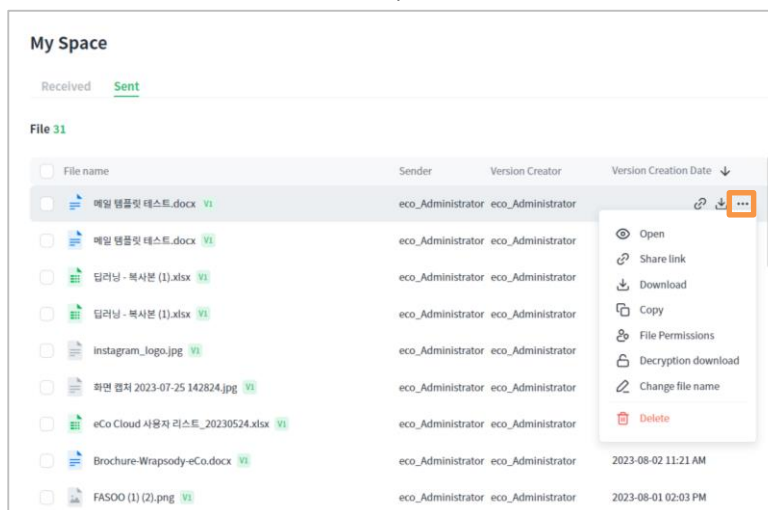 My Space
Received Sent
File 31
File name Sender Version Creator Version Creation Date
메일 템플릿 테스트.docx V1 eco_Administrator eco_Administrator
메일 템플릿 테스트.docx V1 eco_Administrator eco_Administrator
딥러닝 - 복사본 (1).xlsx V1 eco_Administrator eco_Administrator
딥러닝 - 복사본 (1).xlsx V1 eco_Administrator eco_Administrator
instagram_logo.jpg V1 eco_Administrator eco_Administrator
화면 캡처 2023-07-25 142824.jpg V1 eco_Administrator eco_Administrator
eCo Cloud 사용자 리스트_20230524.xlsx V1 eco_Administrator eco_Administrator
Brochure-Wrapsody-eCo.docx V1 eco_Administrator eco_Administrator 2023-08-02 11:21 AM
FASOO (1) (2).png V1 eco_Administrator eco_Administrator 2023-08-01 02:03 PM
Open
Share link
Download
Copy
File Permissions
Decryption download
Change file name
Delete